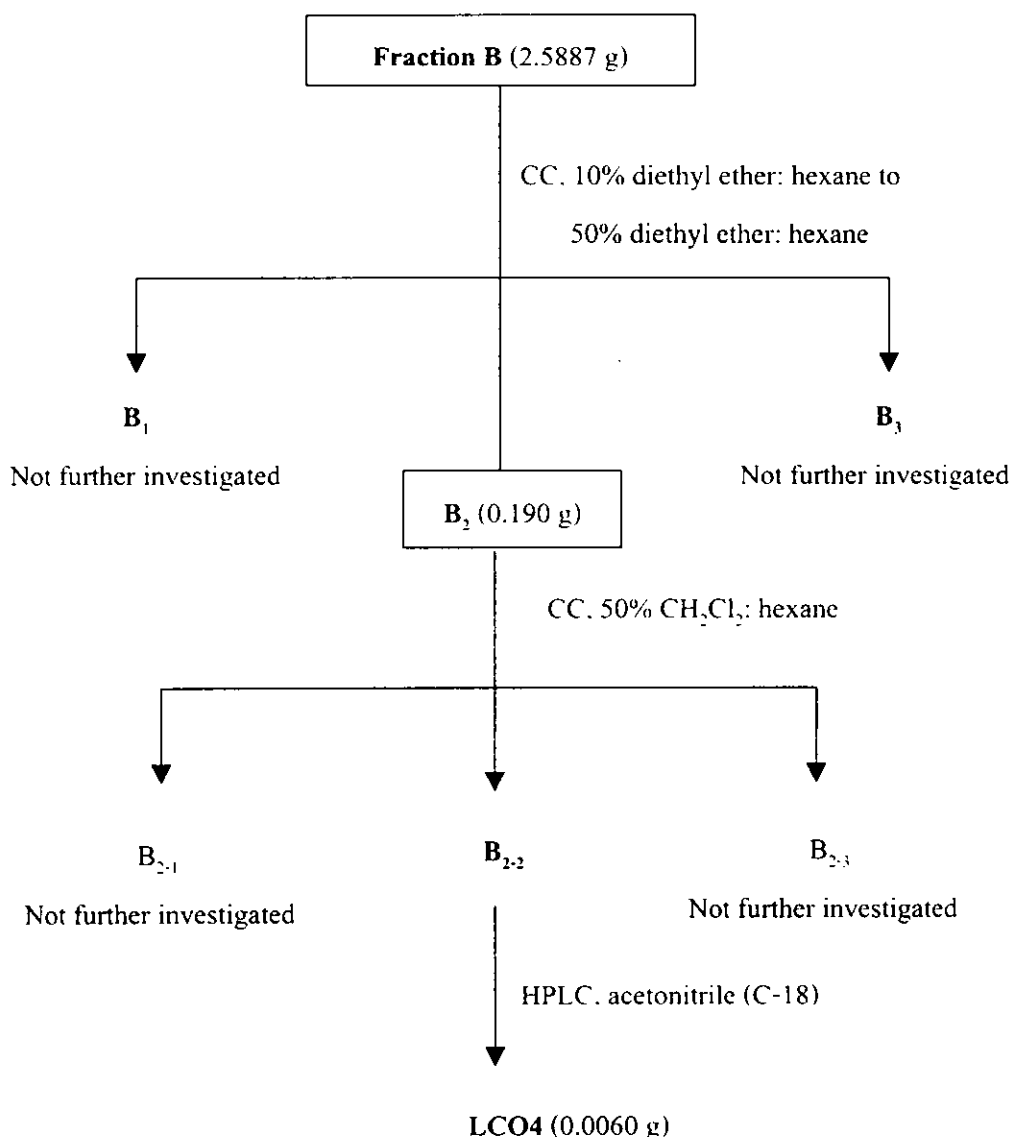 Fraction B (2.5887 g)
CC. 10% diethyl ether: hexane to
50% diethyl ether: hexane
B₁
B₃
Not further investigated
Not further investigated
B₂ (0.190 g)
CC. 50% CH₂Cl₂: hexane
B₂₋₁
B₂₋₂
B₂₋₃
Not further investigated
Not further investigated
HPLC. acetonitrile (C-18)
LCO4 (0.0060 g)